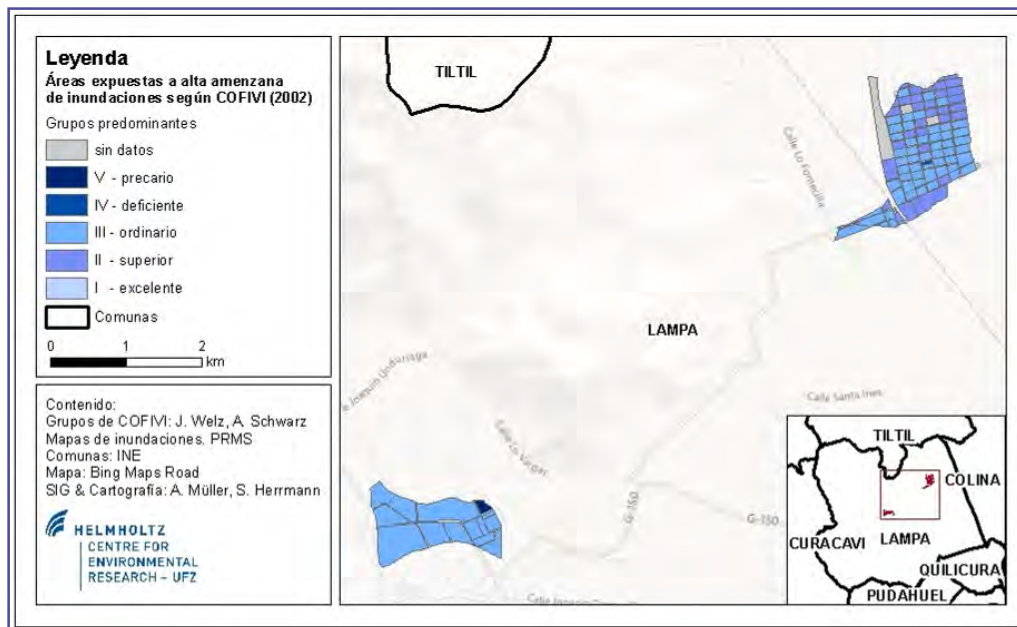 Leyenda
Áreas expuestas a alta amenzana
de inundaciones según COFIVI (2002)
Grupos predominantes
sin datos
V - precario
IV - deficiente
III - ordinario
II - superior
I - excelente
Comunas
0 1 2
km
Contenido:
Grupos de COFIVI: J. Welz, A. Schwarz
Mapas de inundaciones. PRMS
Comunas: INE
Mapa: Bing Maps Road
SIG & Cartografía: A. Müller, S. Herrmann
HELMHOLTZ
CENTRE FOR
ENVIRONMENTAL
RESEARCH – UFZ
TILTIL
Calle Lo Fontecilla
LAMPA
e Joaquin Undurraga
Calle Santa Ines
Calle Lo Vargas
G-150
G-150
TILTIL
COLINA
LAMPA
CURACAVI
QUILICURA
PUDAHUEL